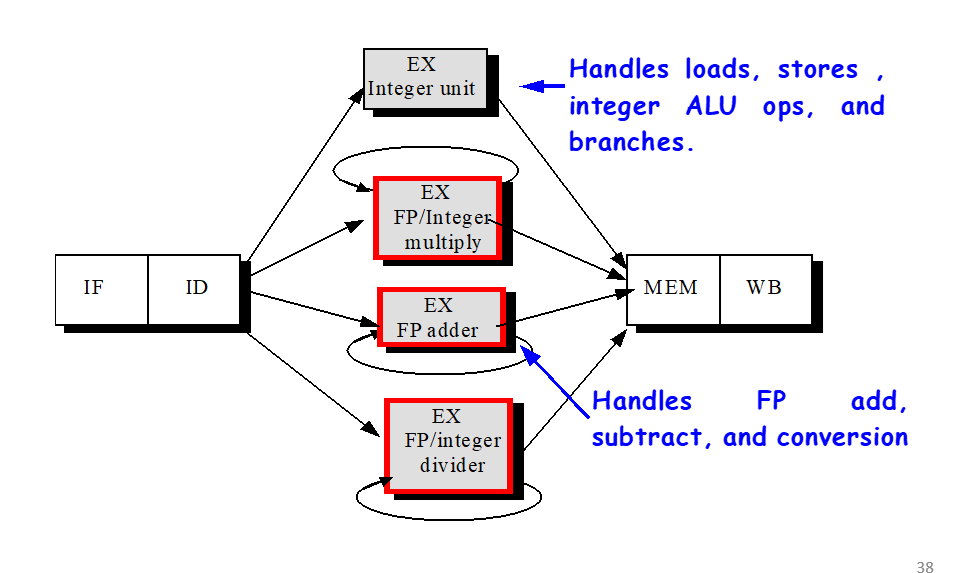 EX
Integer unit
Handles loads, stores ,
integer ALU ops, and
branches.
EX
FP/Integer
multiply
IF
ID
EX
FP adder
MEM
WB
Handles FP add,
subtract, and conversion
EX
FP/integer
divider
38